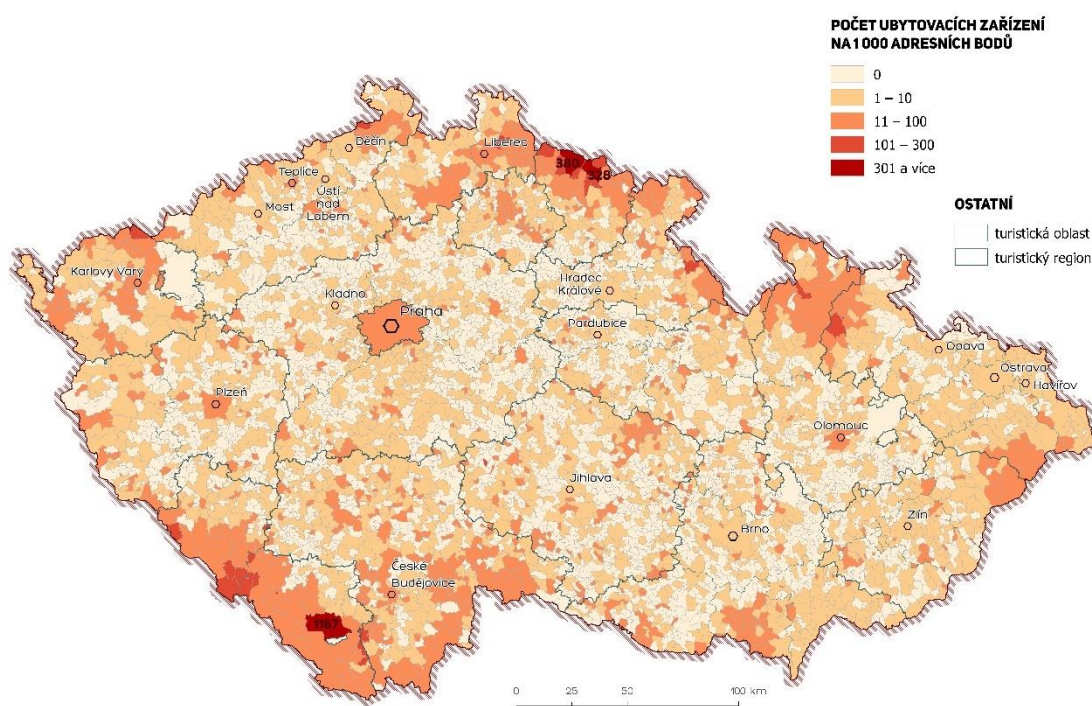 POČET UBYTOVACÍCH ZAŘÍZENÍ
NA 1 000 ADRESNÍCH BODŮ
0
1 – 10
11 – 100
101 – 300
301 a více
OSTATNÍ
turistická oblast
turistický region
Děčín
Liberec
380
328
Teplice
Ústí
nad
Labem
Most
Karlovy Vary
Kladno
Praha
Hradec
Králové
Pardubice
Opava
Ostrava
Havířov
Plzeň
Olomouc
Jihlava
Zlín
Brno
České
Budějovice
1167
0 25 50 100 km